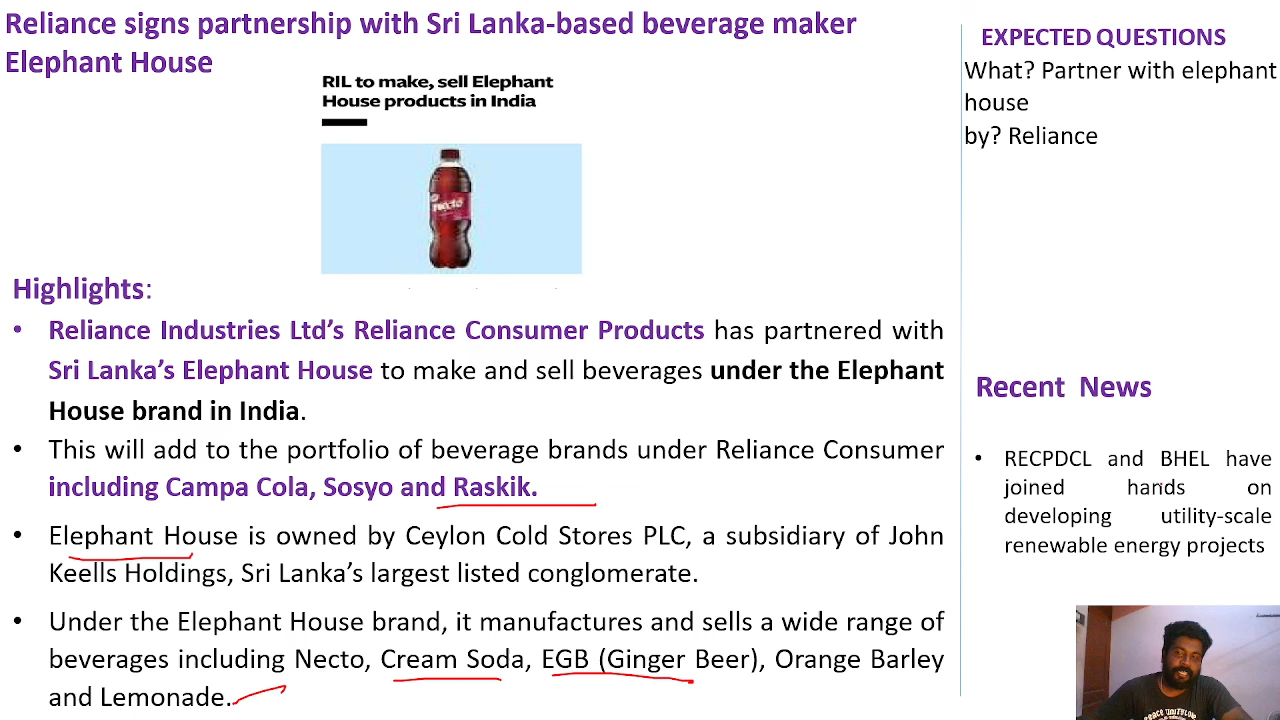 Reliance signs partnership with Sri Lanka-based beverage maker
Elephant House
RIL to make, sell Elephant
House products in India
necto
Highlights:
• Reliance Industries Ltd’s Reliance Consumer Products has partnered with
Sri Lanka’s Elephant House to make and sell beverages under the Elephant
House brand in India.
• This will add to the portfolio of beverage brands under Reliance Consumer
including Campa Cola, Sosyo and Raskik.
• Elephant House is owned by Ceylon Cold Stores PLC, a subsidiary of John
Keells Holdings, Sri Lanka’s largest listed conglomerate.
• Under the Elephant House brand, it manufactures and sells a wide range of
beverages including Necto, Cream Soda, EGB (Ginger Beer), Orange Barley
and Lemonade.
EXPECTED QUESTIONS
What? Partner with elephant
house
by? Reliance
Recent News
• RECPDCL and BHEL have
joined hands on
developing utility-scale
renewable energy projects